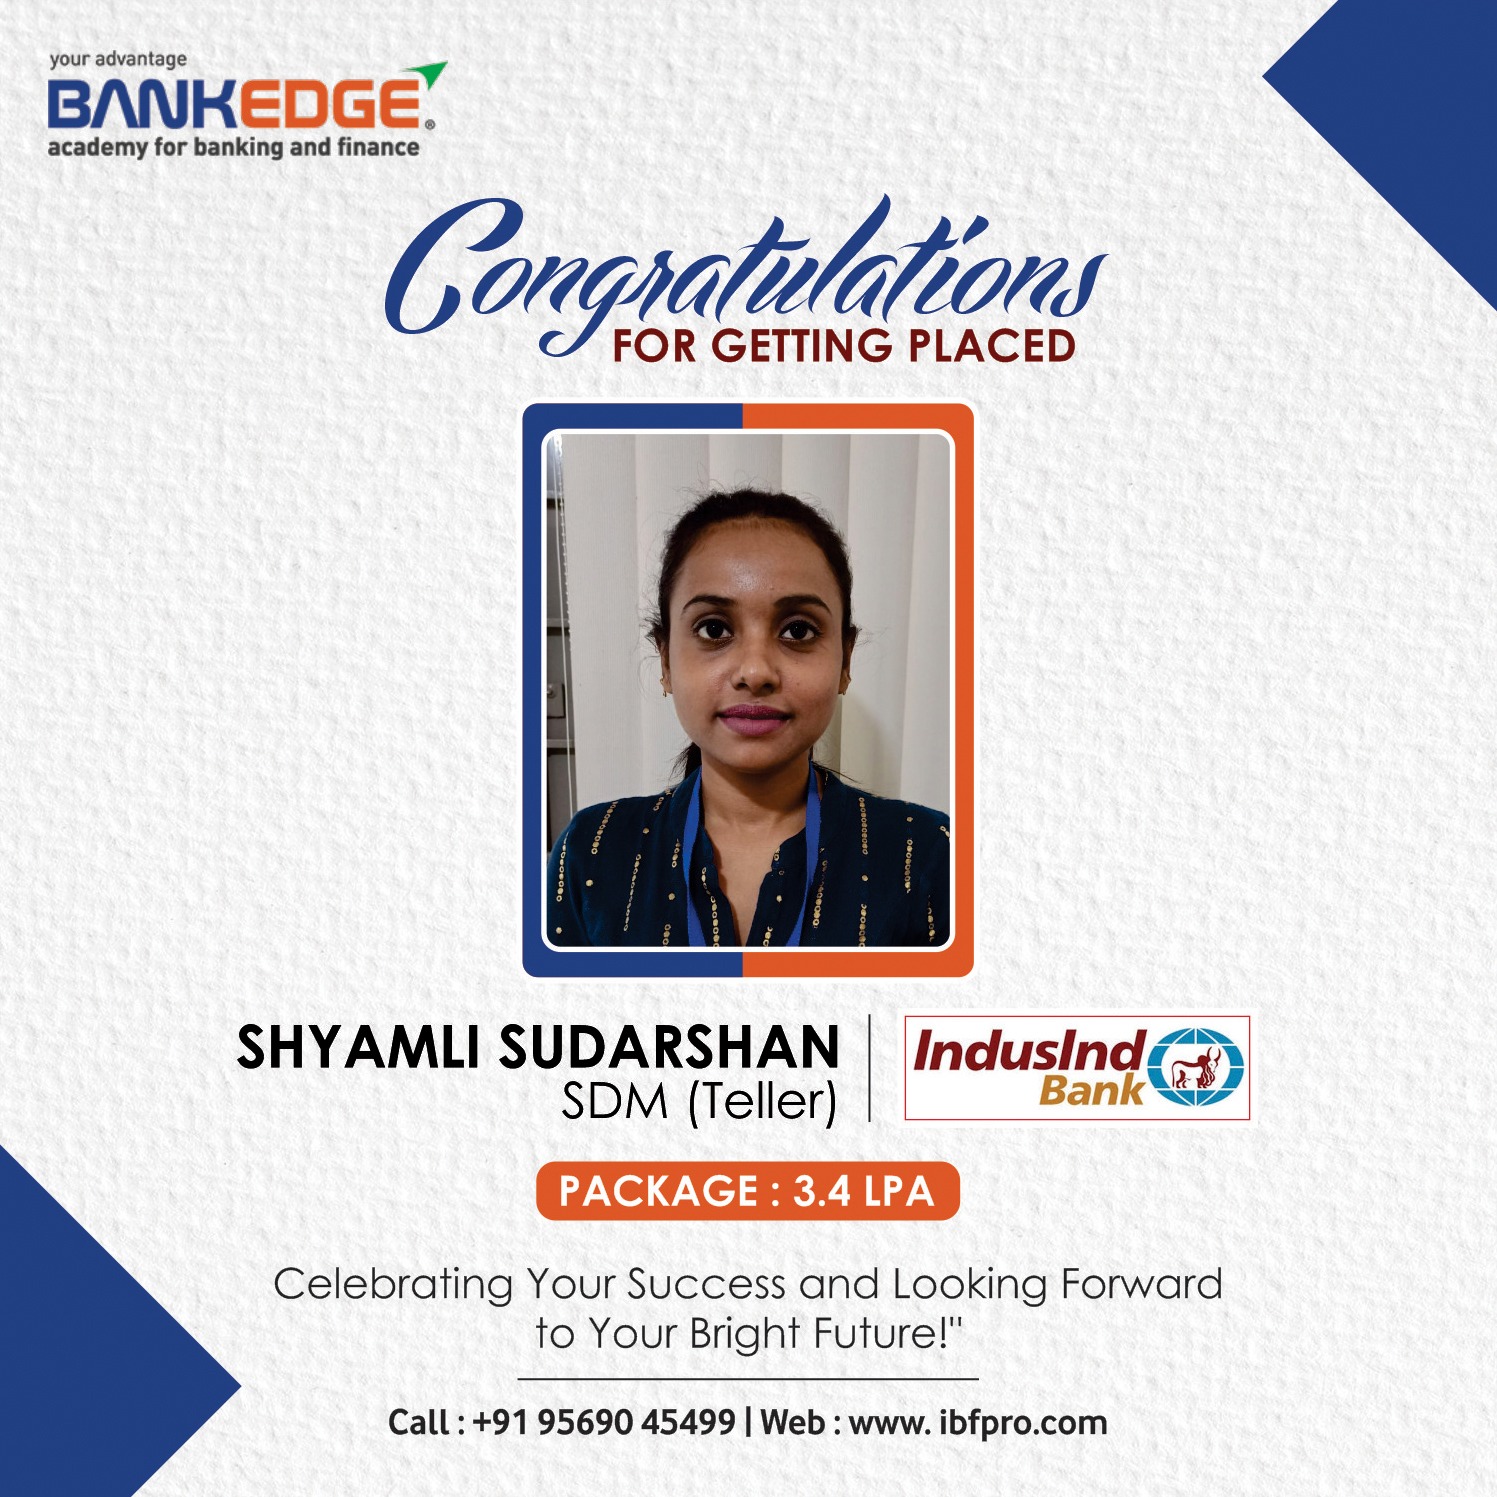 your advantage
BANKEDGE®
academy for banking and finance
Congratulations
FOR GETTING PLACED
SHYAMLI SUDARSHAN
SDM (Teller)
IndusInd
Bank
PACKAGE : 3.4 LPA
Celebrating Your Success and Looking Forward
to Your Bright Future!"
Call : +91 95690 45499 | Web : www. ibfpro.com